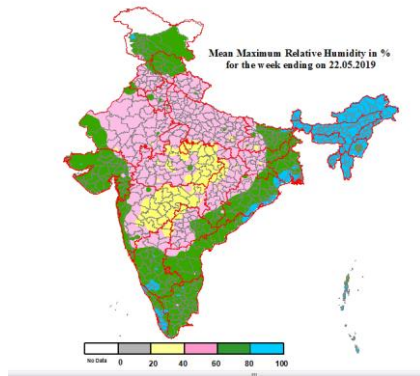 Mean Maximum Relative Humidity in %
for the week ending on 22.05.2019
No Data 0 20 40 60 80 100